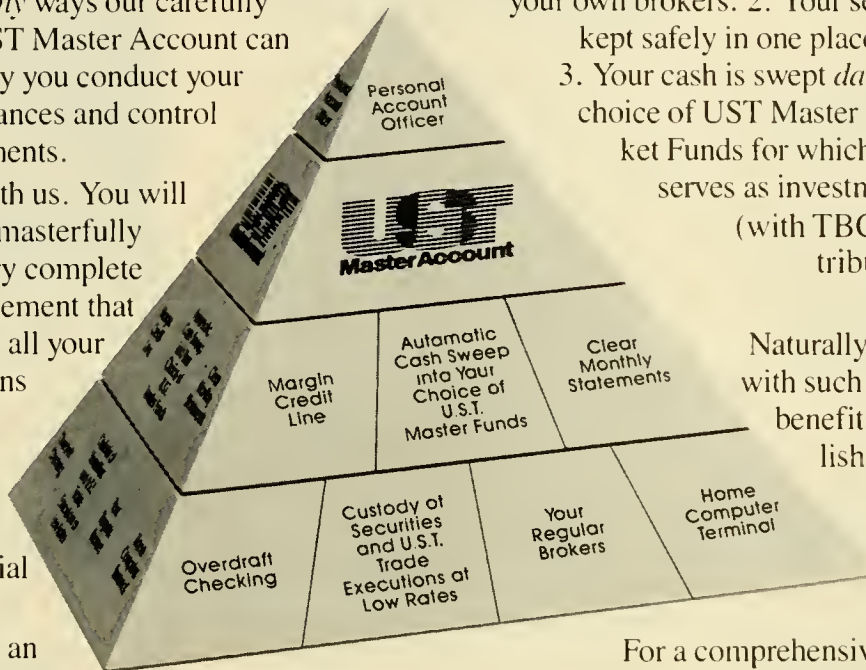 ways our carefully
ST Master Account can
y you conduct your
ances and control
ments.
th us. You will
masterfully
ry complete
ement that
all your
ns
ial
an
Personal
Account
Officer
UST
Master Account
Margin
Credit
Line
Automatic
Cash Sweep
into Your
Choice of
U.S.T.
Master Funds
Clear
Monthly
Statements
Overdraft
Checking
Custody of
Securities
and U.S.T.
Trade
Executions at
Low Rates
Your
Regular
Brokers
Home
Computer
Terminal
your own brokers. 2. Your se
kept safely in one place
3. Your cash is swept da
choice of UST Master
ket Funds for which
serves as investm
(with TBC
tribu
Naturally
with such
benefit
lish
For a comprehensiv